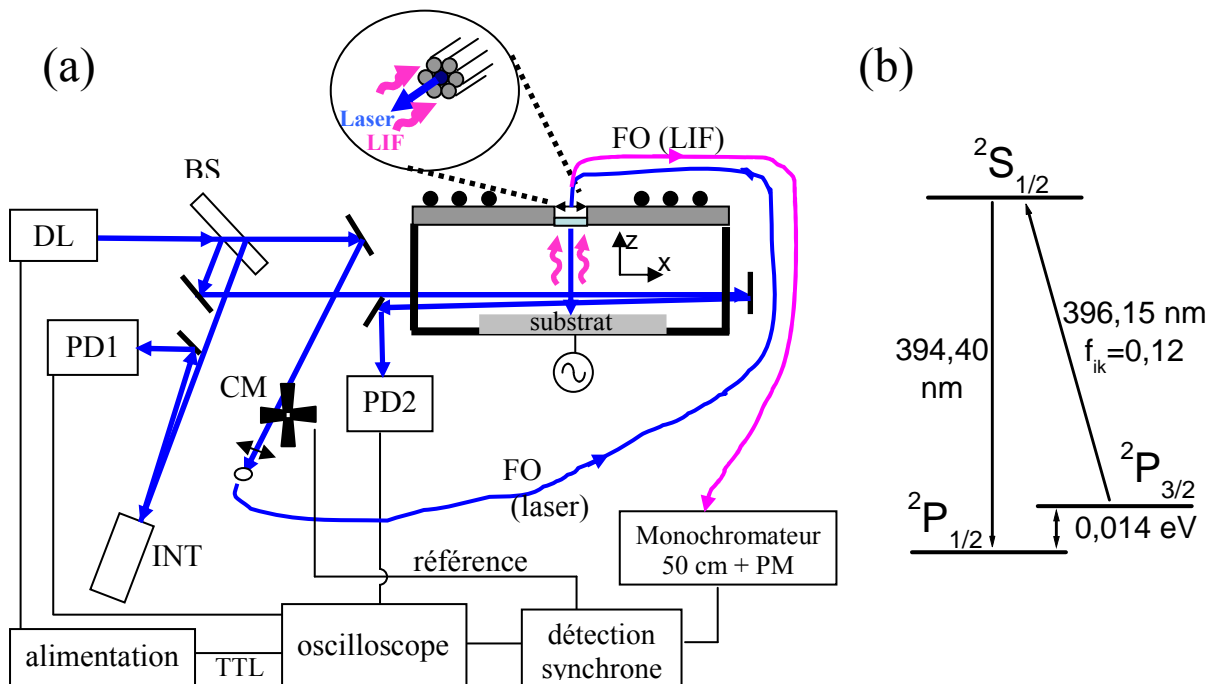 (a)
Laser
LIF
FO (LIF)
BS
DL
z
x
PD1
substrat
CM
PD2
FO
(laser)
INT
Monochromateur
50 cm + PM
référence
alimentation
TTL
oscilloscope
détection
synchrone
(b)
²S₁/₂
394,40
nm
396,15 nm
fᵢₖ=0,12
²P₃/₂
²P₁/₂
0,014 eV